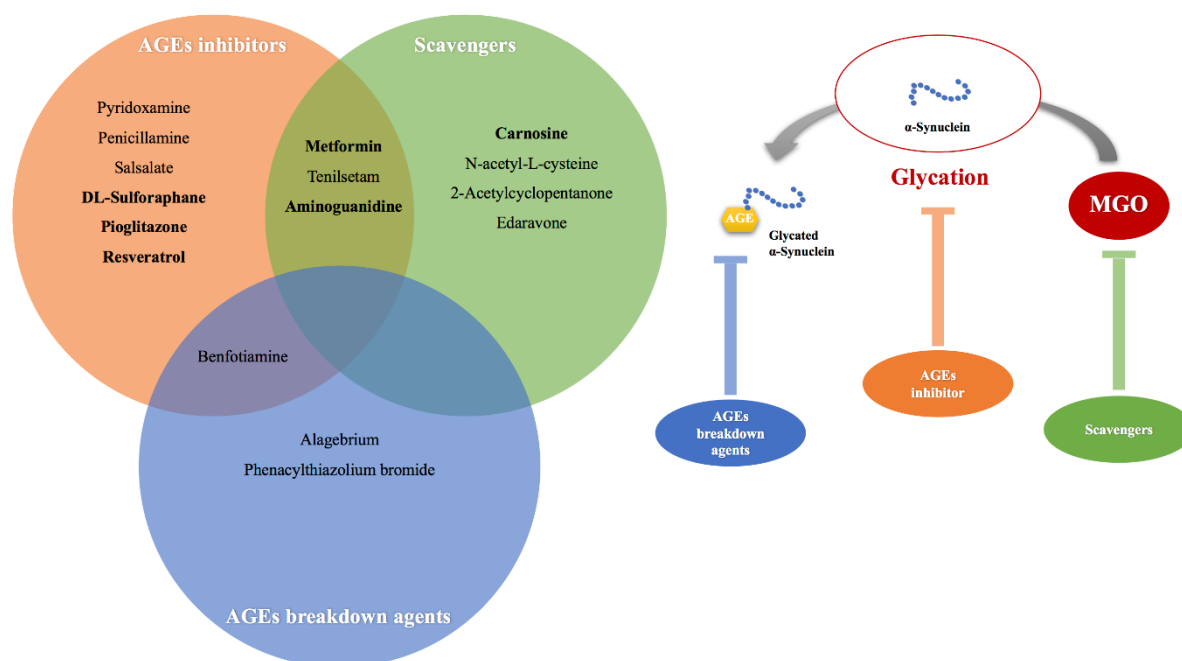 AGEs inhibitors
Pyridoxamine
Penicillamine
Salsalate
DL-Sulforaphane
Pioglitazone
Resveratrol
Metformin
Tenilsetam
Aminoguanidine
Scavengers
Carnosine
N-acetyl-L-cysteine
2-Acetylcyclopentanone
Edaravone
Benfotiamine
Alagebrium
Phenacylthiazolium bromide
AGEs breakdown agents
α-Synuclein
Glycation
MGO
AGE
Glycated
α-Synuclein
AGEs
breakdown
agents
AGEs
inhibitor
Scavengers